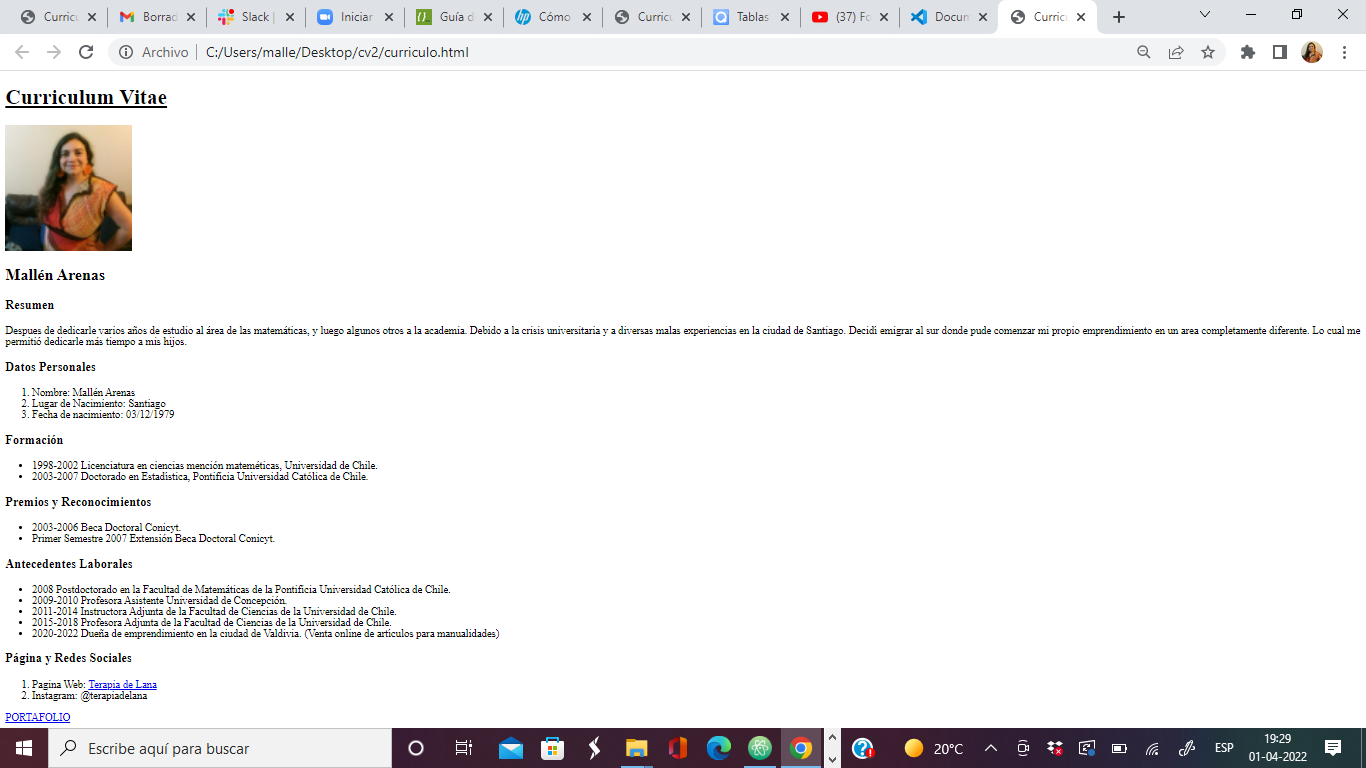 Curricu
Borrad
Slack |
Iniciar
Guía d
Cómo
Curricu
Tablas
(37) Fo
Docum
Curric
Archivo
C:/Users/malle/Desktop/cv2/curriculo.html
Curriculum Vitae
Mallén Arenas
Resumen
Despues de dedicarle varios años de estudio al área de las matemáticas, y luego algunos otros a la academia. Debido a la crisis universitaria y a diversas malas experiencias en la ciudad de Santiago. Decidí emigrar al sur donde pude comenzar mi propio emprendimiento en un area completamente diferente. Lo cual me
permitió dedicarle más tiempo a mis hijos.
Datos Personales
1. Nombre: Mallén Arenas
2. Lugar de Nacimiento: Santiago
3. Fecha de nacimiento: 03/12/1979
Formación
• 1998-2002 Licenciatura en ciencias mención mateméticas, Universidad de Chile.
• 2003-2007 Doctorado en Estadistica, Pontificia Universidad Católica de Chile.
Premios y Reconocimientos
• 2003-2006 Beca Doctoral Conicyt.
• Primer Semestre 2007 Extensión Beca Doctoral Conicyt.
Antecedentes Laborales
• 2008 Postdoctorado en la Facultad de Matemáticas de la Pontificia Universidad Católica de Chile.
• 2009-2010 Profesora Asistente Universidad de Concepción.
• 2011-2014 Instructora Adjunta de la Facultad de Ciencias de la Universidad de Chile.
• 2015-2018 Profesora Adjunta de la Facultad de Ciencias de la Universidad de Chile.
• 2020-2022 Dueña de emprendimiento en la ciudad de Valdivia. (Venta online de artículos para manualidades)
Página y Redes Sociales
1. Pagina Web: Terapia de Lana
2. Instagram: @terapiadelana
PORTAFOLIO
Escribe aquí para buscar
20°C
ESP
19:29
01-04-2022